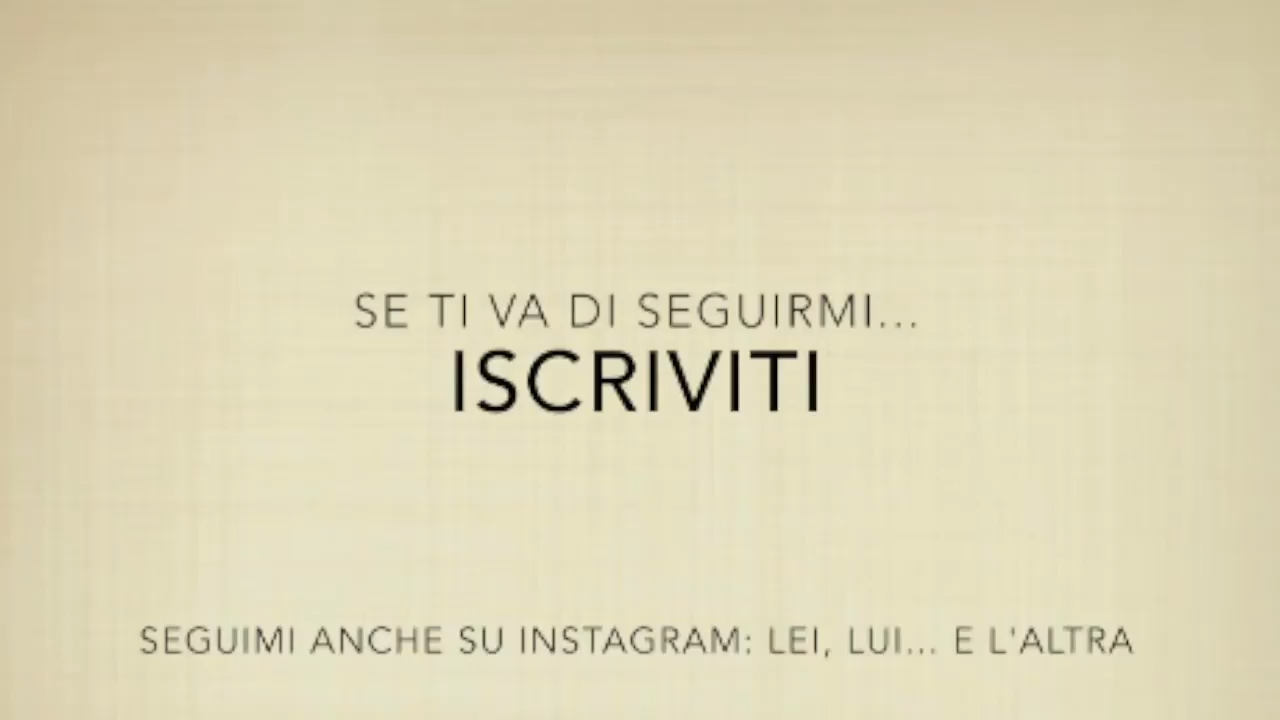 SE TI VA DI SEGUIRMI...
ISCRIVITI
SEGUIMI ANCHE SU INSTAGRAM: LEI, LUI... E L'ALTRA